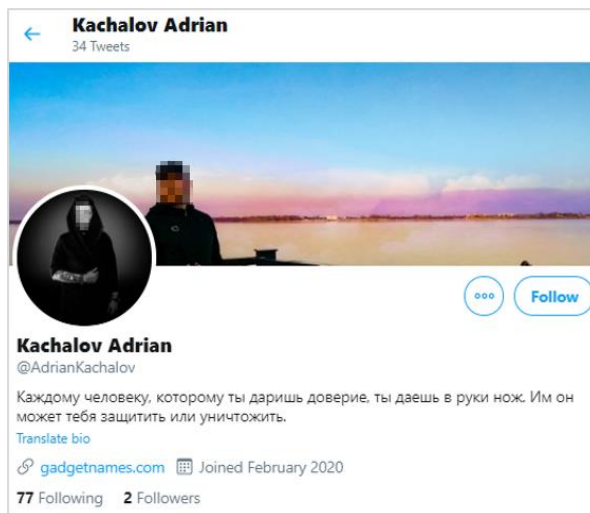 Kachalov Adrian
34 Tweets
Follow
Kachalov Adrian
@AdrianKachalov
Каждому человеку, которому ты даришь доверие, ты даешь в руки нож. Им он
может тебя защитить или уничтожить.
Translate bio
gadgetnames.com Joined February 2020
77 Following 2 Followers